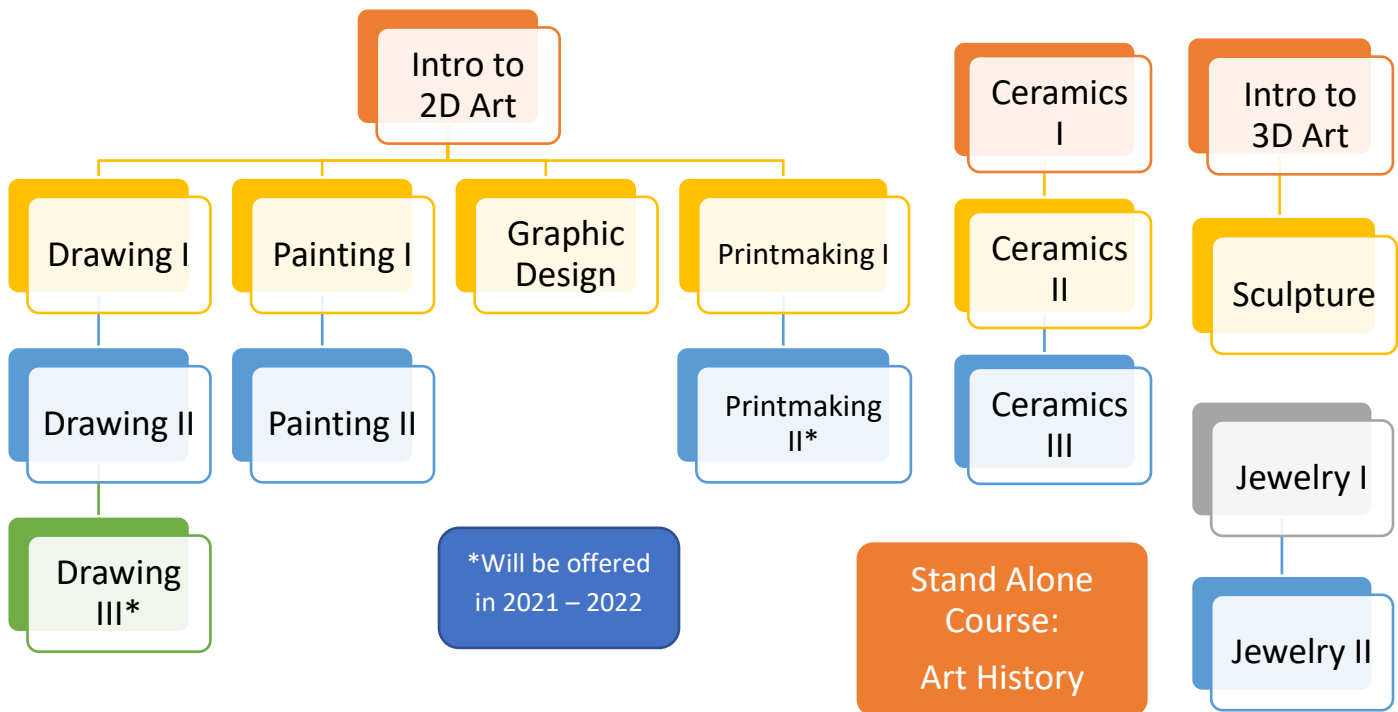 Intro to
2D Art
Ceramics
I
Intro to
3D Art
Drawing I
Painting I
Graphic
Design
Printmaking I
Ceramics
II
Sculpture
Drawing II
Painting II
Printmaking
II*
Ceramics
III
Jewelry I
Drawing
III*
*Will be offered
in 2021 – 2022
Stand Alone
Course:
Art History
Jewelry II